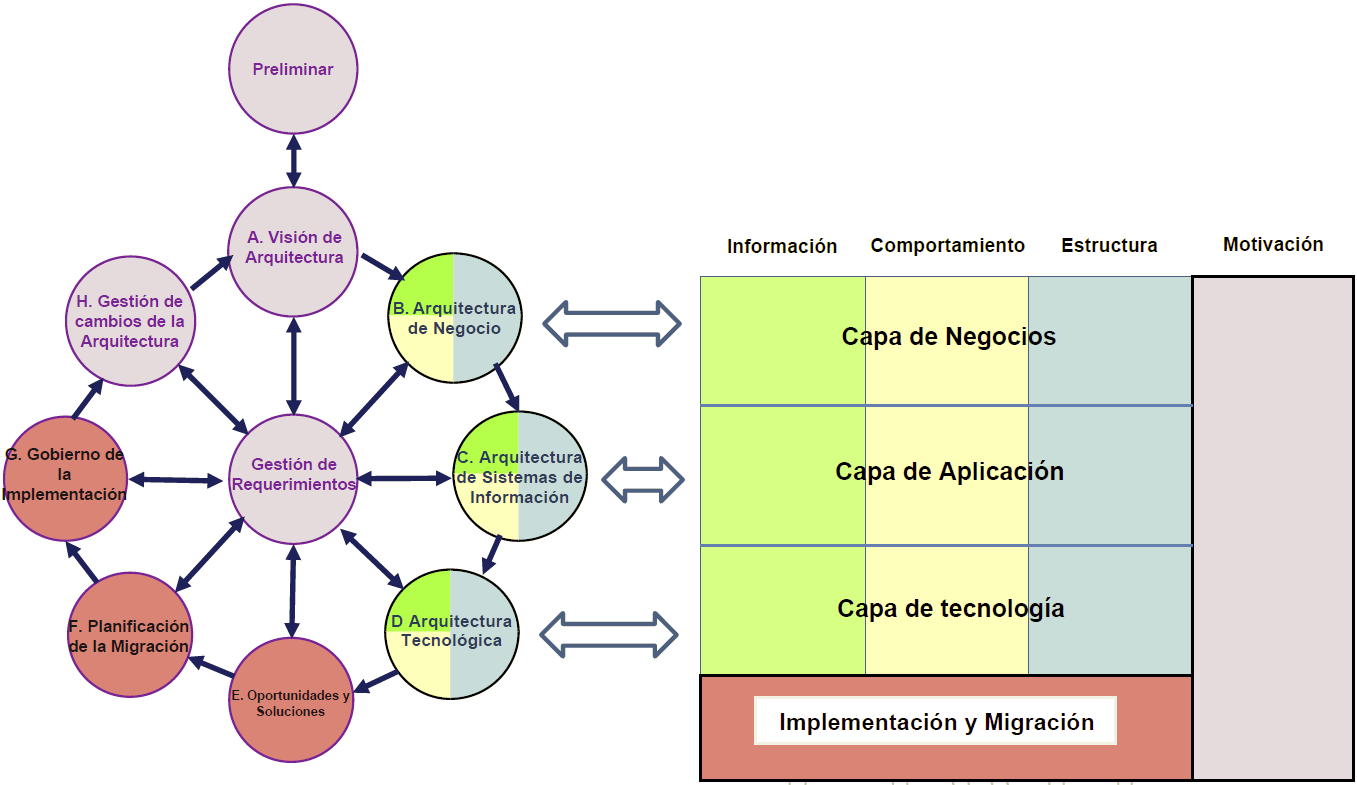 Preliminar
A. Visión de
Arquitectura
B. Arquitectura
de Negocio
H. Gestión de
cambios de la
Arquitectura
G. Gobierno de
la
Implementación
Gestión de
Requerimientos
C. Arquitectura
de Sistemas de
Información
F. Planificación
de la Migración
D Arquitectura
Tecnológica
E. Oportunidades y
Soluciones
Información Comportamiento Estructura Motivación
Capa de Negocios
Capa de Aplicación
Capa de tecnología
Implementación y Migración